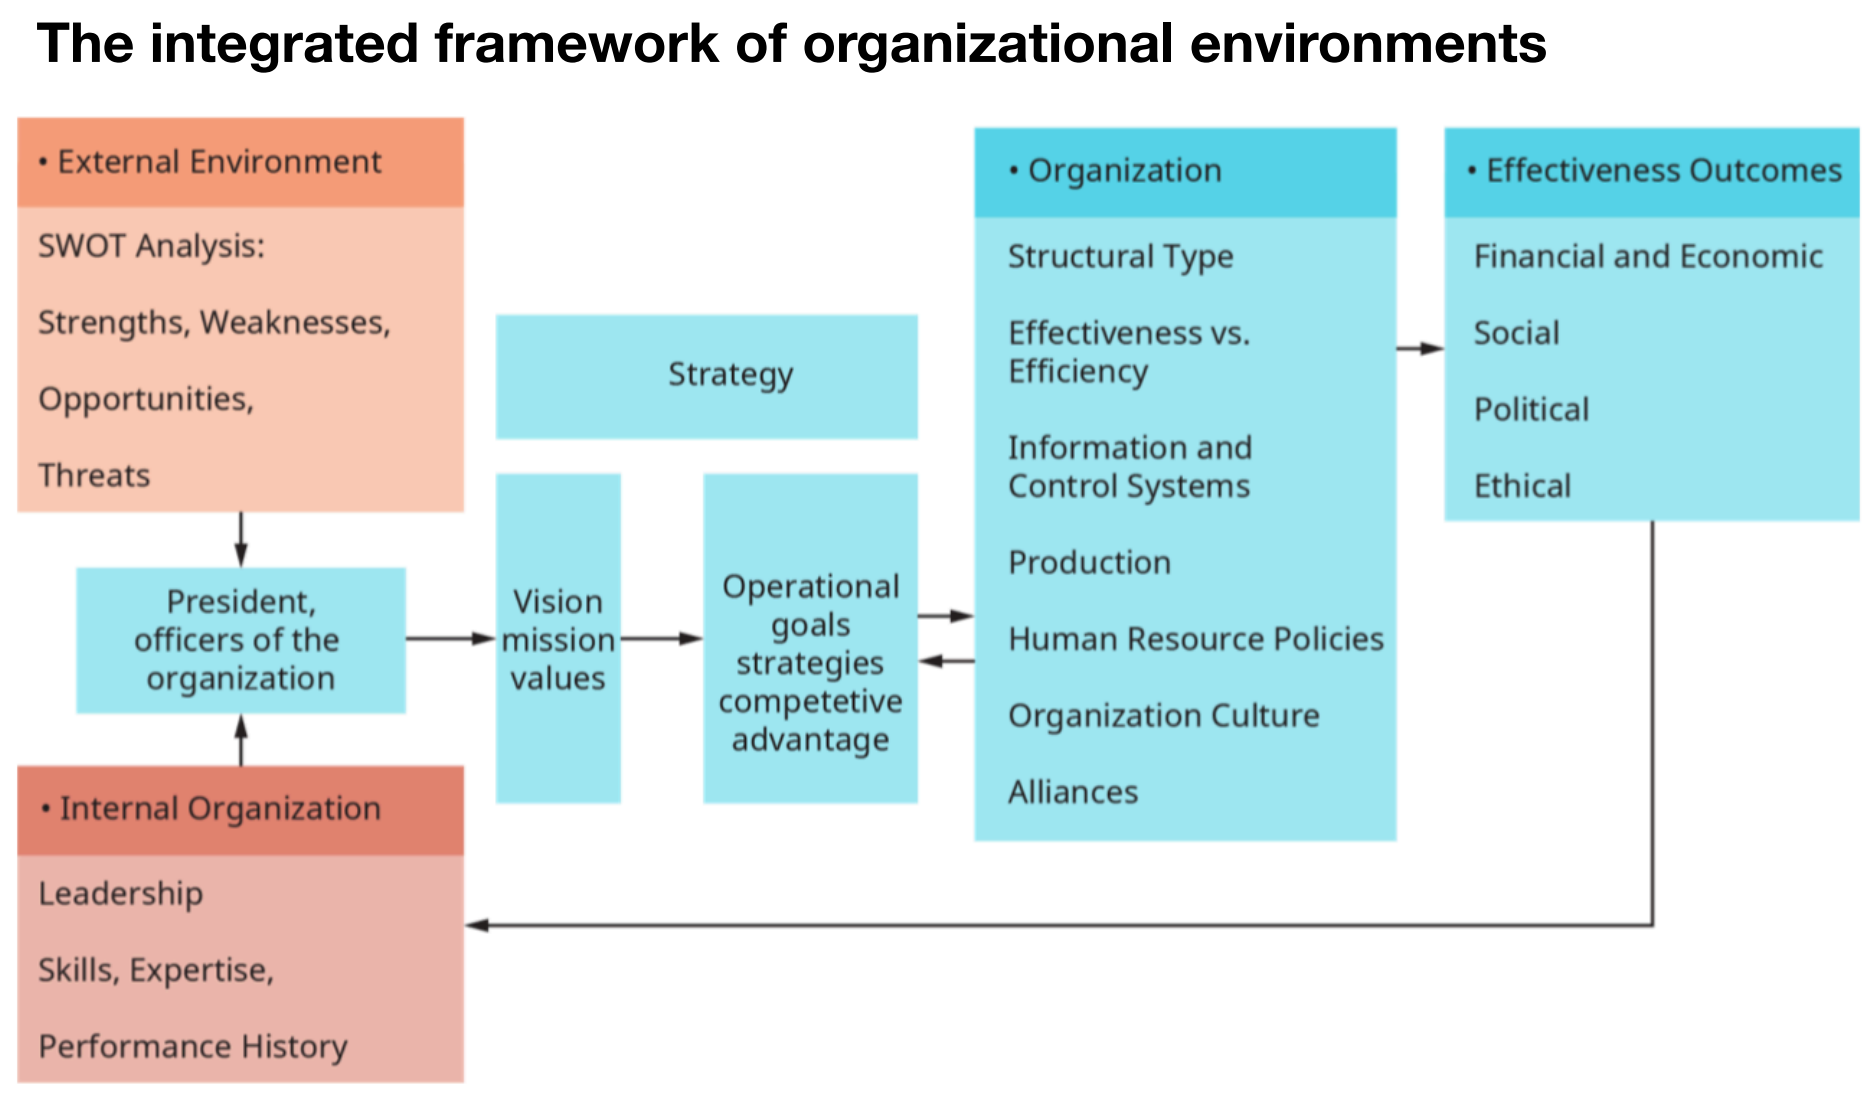 The integrated framework of organizational environments
• External Environment
SWOT Analysis:
Strengths, Weaknesses,
Opportunities,
Threats
President,
officers of the
organization
• Internal Organization
Leadership
Skills, Expertise,
Performance History
Strategy
Vision
mission
values
Operational
goals
strategies
competetive
advantage
• Organization
Structural Type
Effectiveness vs.
Efficiency
Information and
Control Systems
Production
Human Resource Policies
Organization Culture
Alliances
• Effectiveness Outcomes
Financial and Economic
Social
Political
Ethical